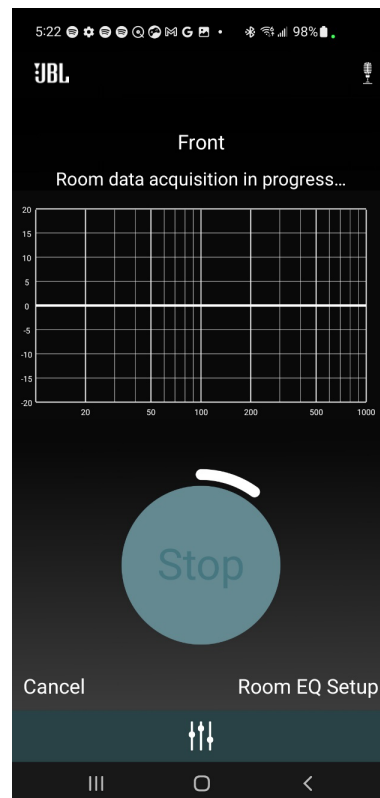 5:22 98%
JBL
Front
Room data acquisition in progress...
20
15
10
5
0
-5
-10
-15
-20
20 50 100 200 500 1000
Stop
Cancel Room EQ Setup